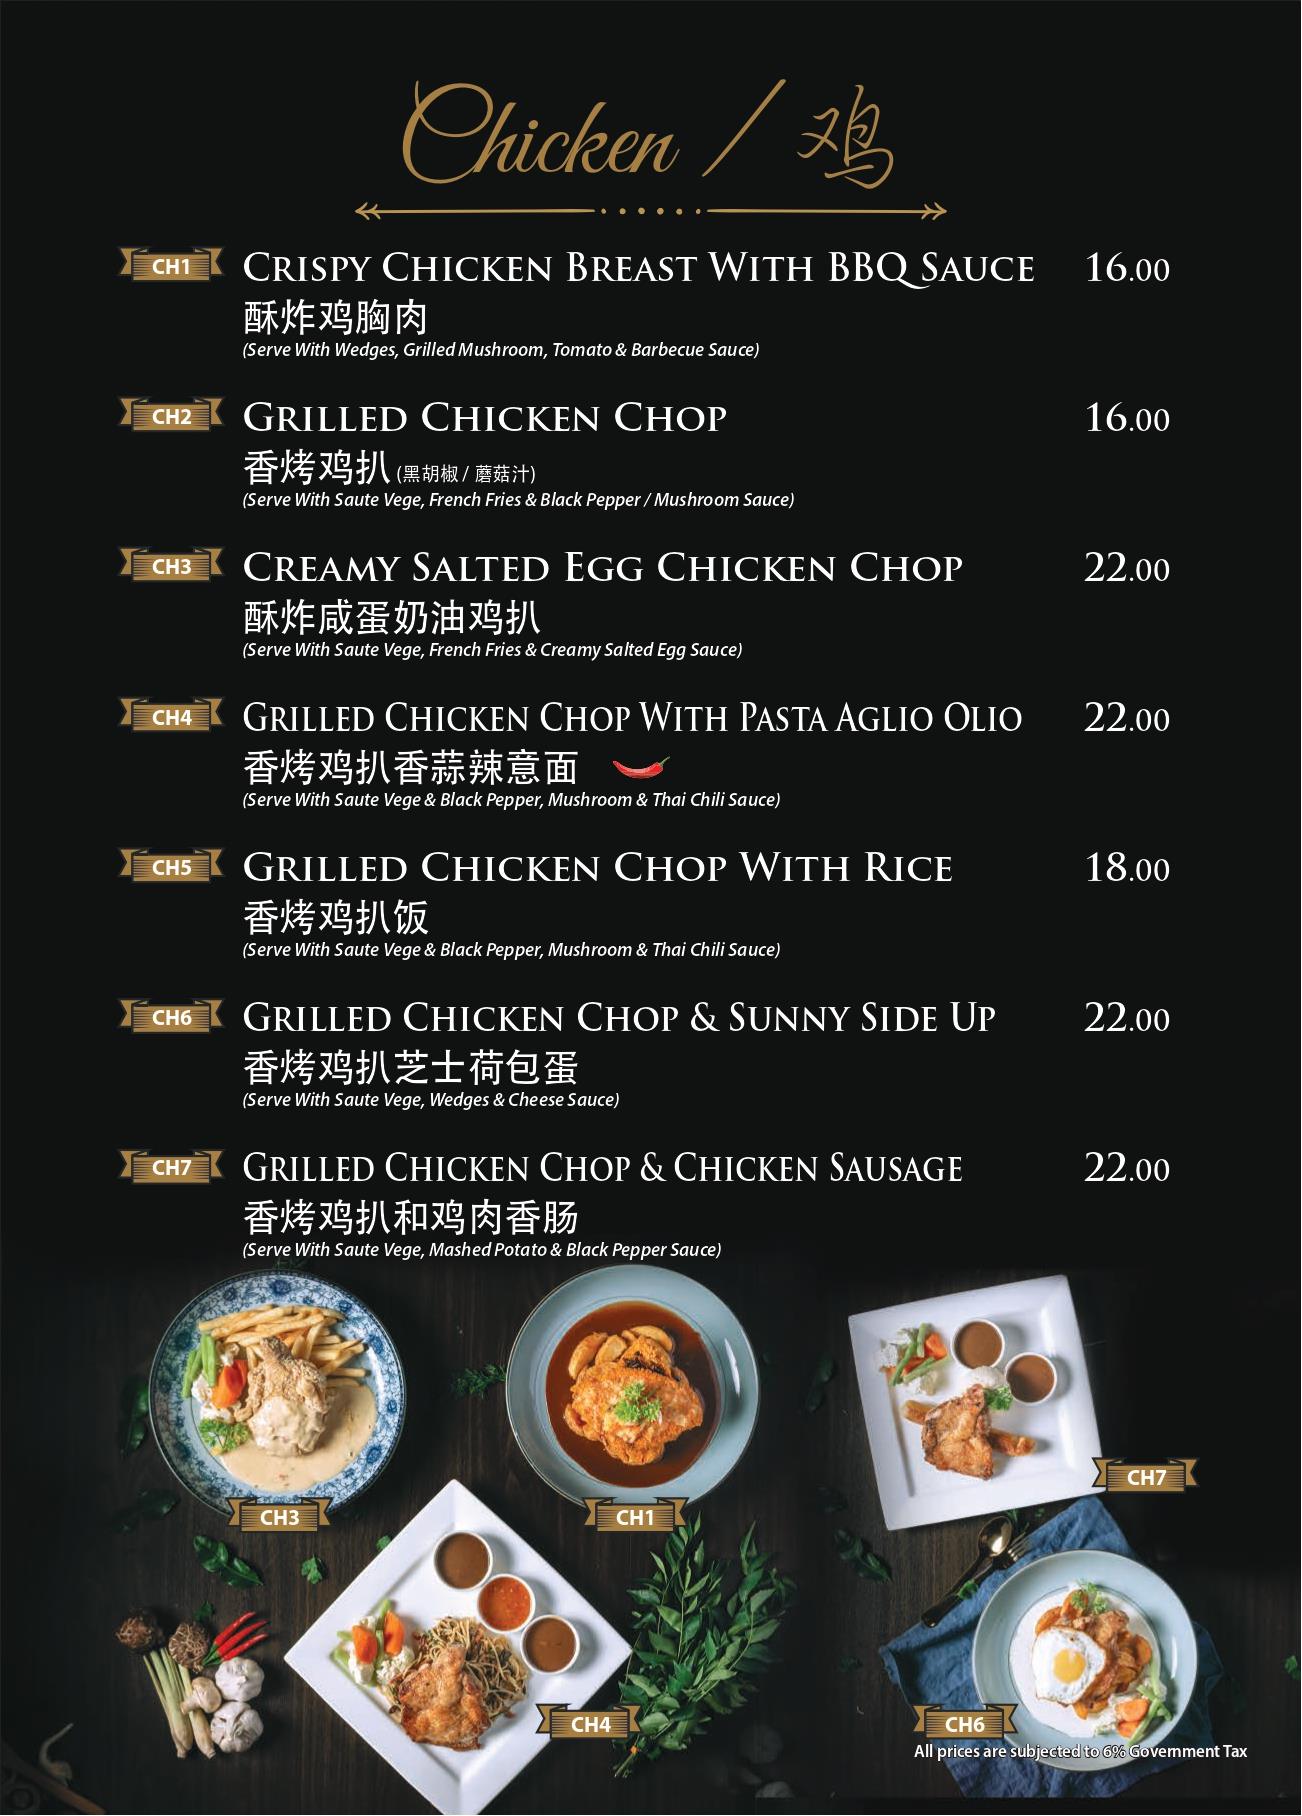 Chicken / 鸡
CH1 Crispy Chicken Breast With BBQ Sauce 16.00
酥炸鸡胸肉
(Serve With Wedges, Grilled Mushroom, Tomato & Barbecue Sauce)
CH2 Grilled Chicken Chop 16.00
香烤鸡扒 (黑胡椒 / 蘑菇汁)
(Serve With Saute Vege, French Fries & Black Pepper / Mushroom Sauce)
CH3 Creamy Salted Egg Chicken Chop 22.00
酥炸咸蛋奶油鸡扒
(Serve With Saute Vege, French Fries & Creamy Salted Egg Sauce)
CH4 Grilled Chicken Chop With Pasta Aglio Olio 22.00
香烤鸡扒香蒜辣意面
(Serve With Saute Vege & Black Pepper, Mushroom & Thai Chili Sauce)
CH5 Grilled Chicken Chop With Rice 18.00
香烤鸡扒饭
(Serve With Saute Vege & Black Pepper, Mushroom & Thai Chili Sauce)
CH6 Grilled Chicken Chop & Sunny Side Up 22.00
香烤鸡扒芝士荷包蛋
(Serve With Saute Vege, Wedges & Cheese Sauce)
CH7 Grilled Chicken Chop & Chicken Sausage 22.00
香烤鸡扒和鸡肉香肠
(Serve With Saute Vege, Mashed Potato & Black Pepper Sauce)
CH7
CH3
CH1
CH4
CH6
All prices are subjected to 6% Government Tax